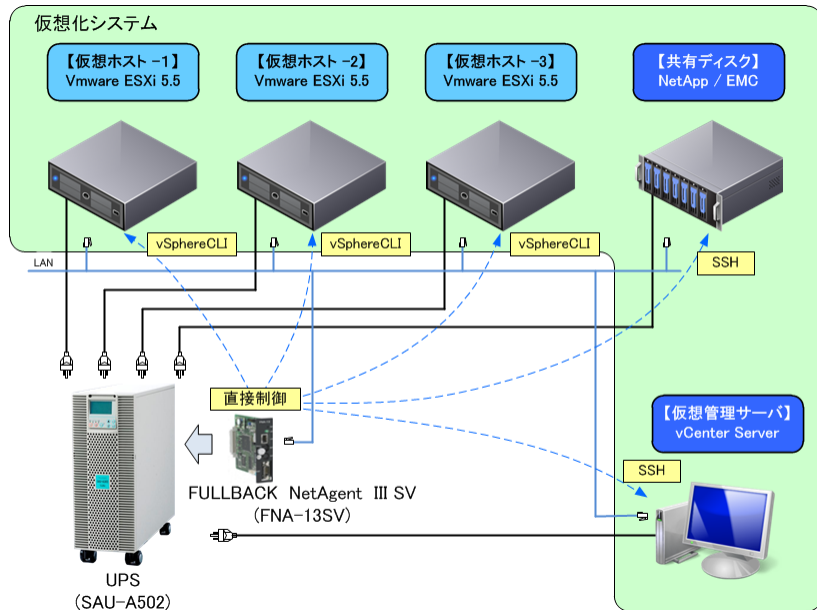 仮想化システム
【仮想ホスト-1】
Vmware ESXi 5.5
【仮想ホスト-2】
Vmware ESXi 5.5
【仮想ホスト-3】
Vmware ESXi 5.5
【共有ディスク】
NetApp / EMC
vSphereCLI
vSphereCLI
vSphereCLI
SSH
LAN
直接制御
【仮想管理サーバ】
vCenter Server
SSH
FULLBACK NetAgent III SV
(FNA-13SV)
UPS
(SAU-A502)